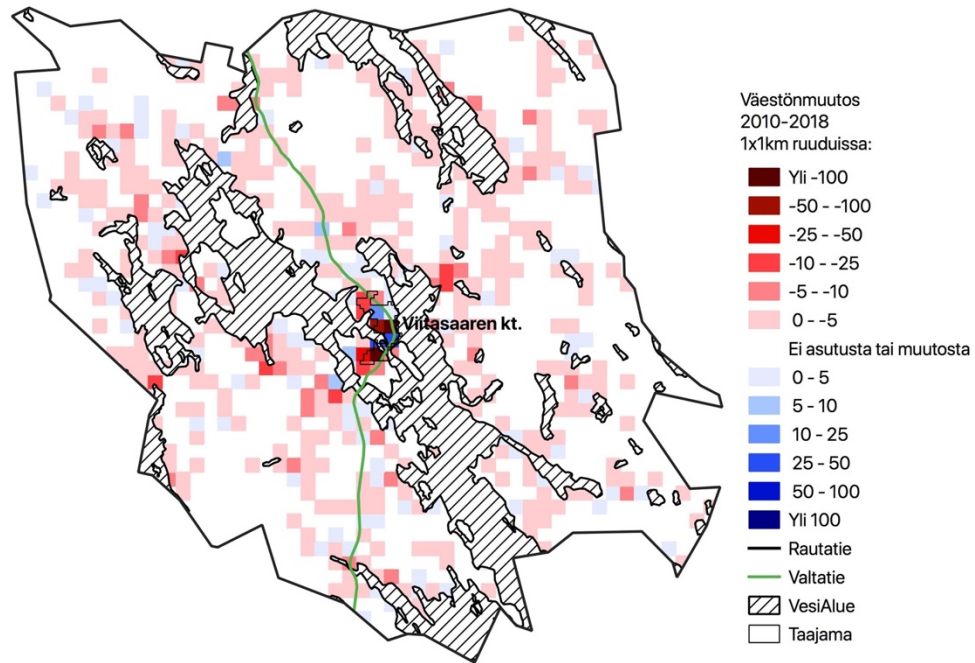 Väestönmuutos
2010-2018
1x1km ruuduissa:
Yli -100
-50 - -100
-25 - -50
-10 - -25
-5 - -10
0 - -5
Ei asutusta tai muutosta
0 - 5
5 - 10
10 - 25
25 - 50
50 - 100
Yli 100
Rautatie
Valtatie
VesiAlue
Taajama
Viitasaaren kt.